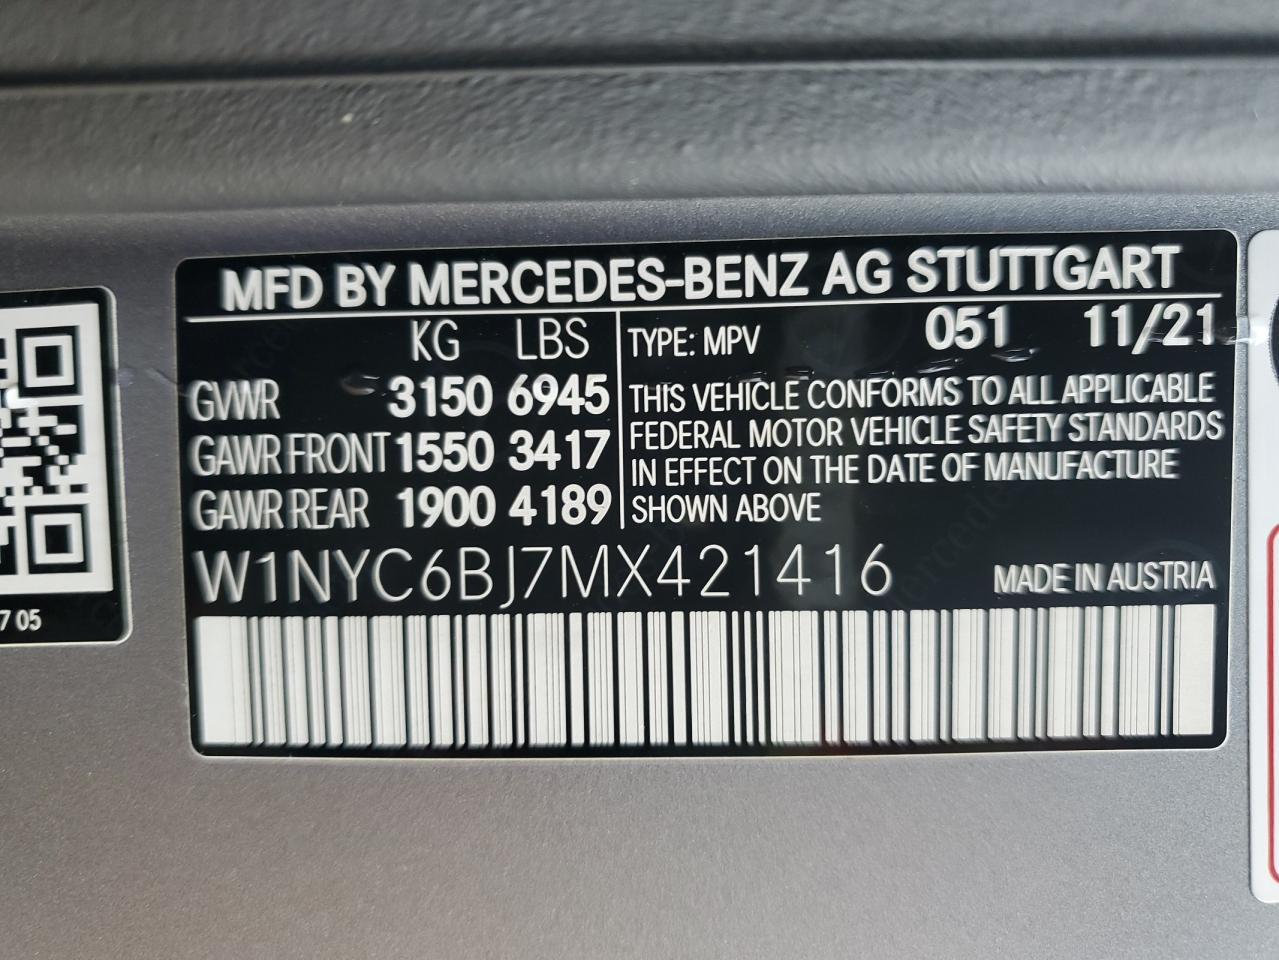 MFD BY MERCEDES-BENZ AG STUTTGART
KG LBS
GVWR 3150 6945
GAWR FRONT 1550 3417
GAWR REAR 1900 4189
TYPE: MPV 051 11/21
THIS VEHICLE CONFORMS TO ALL APPLICABLE
FEDERAL MOTOR VEHICLE SAFETY STANDARDS
IN EFFECT ON THE DATE OF MANUFACTURE
SHOWN ABOVE
W1NYC6BJ7MX421416 MADE IN AUSTRIA
7 05